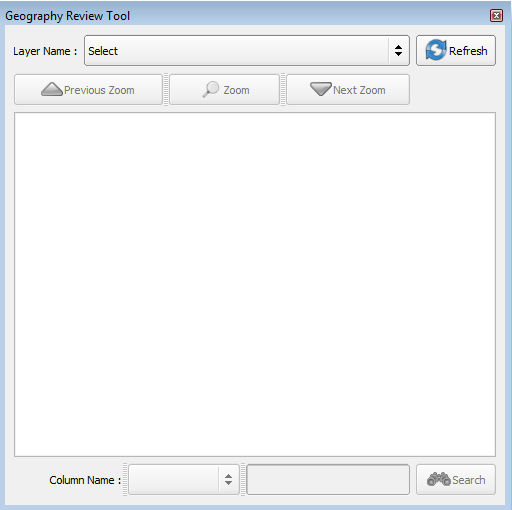 Geography Review Tool
Layer Name : Select Refresh
Previous Zoom Zoom Next Zoom
Column Name : Search